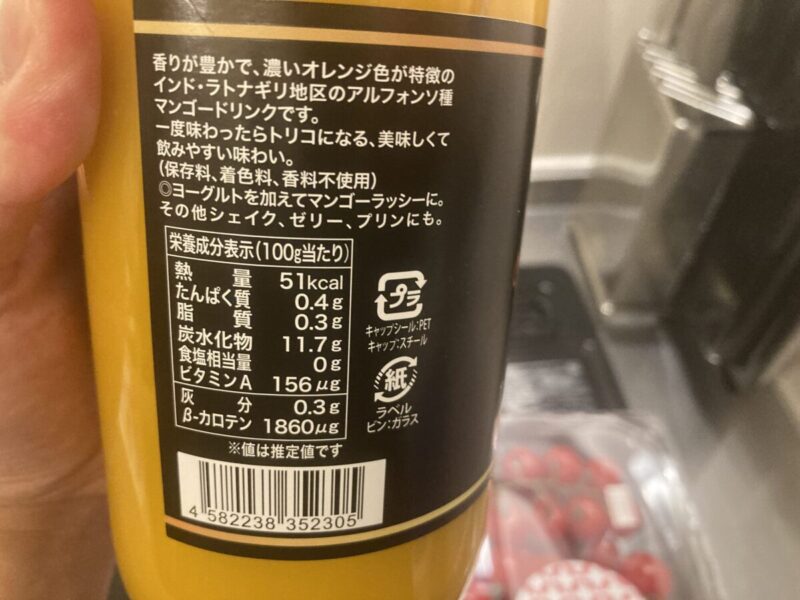 香りが豊かで、濃いオレンジ色が特徴の
インド・ラトナギリ地区のアルフォンソ種
マンゴードリンクです。
一度味わったらトリコになる、美味しくて
飲みやすい味わい。
(保存料、着色料、香料不使用)
◎ヨーグルトを加えてマンゴーラッシーに。
その他シェイク、ゼリー、プリンにも。
栄養成分表示(100g当たり)
熱量 51kcal
たんぱく質 0.4g
脂質 0.3g
炭水化物 11.7g
食塩相当量 0g
ビタミンA 156μg
灰分 0.3g
β-カロテン 1860μg
※値は推定値です
プラ
キャップシール:PET
キャップ:スチール
紙
ラベル
ビン:ガラス
4 582238 352305